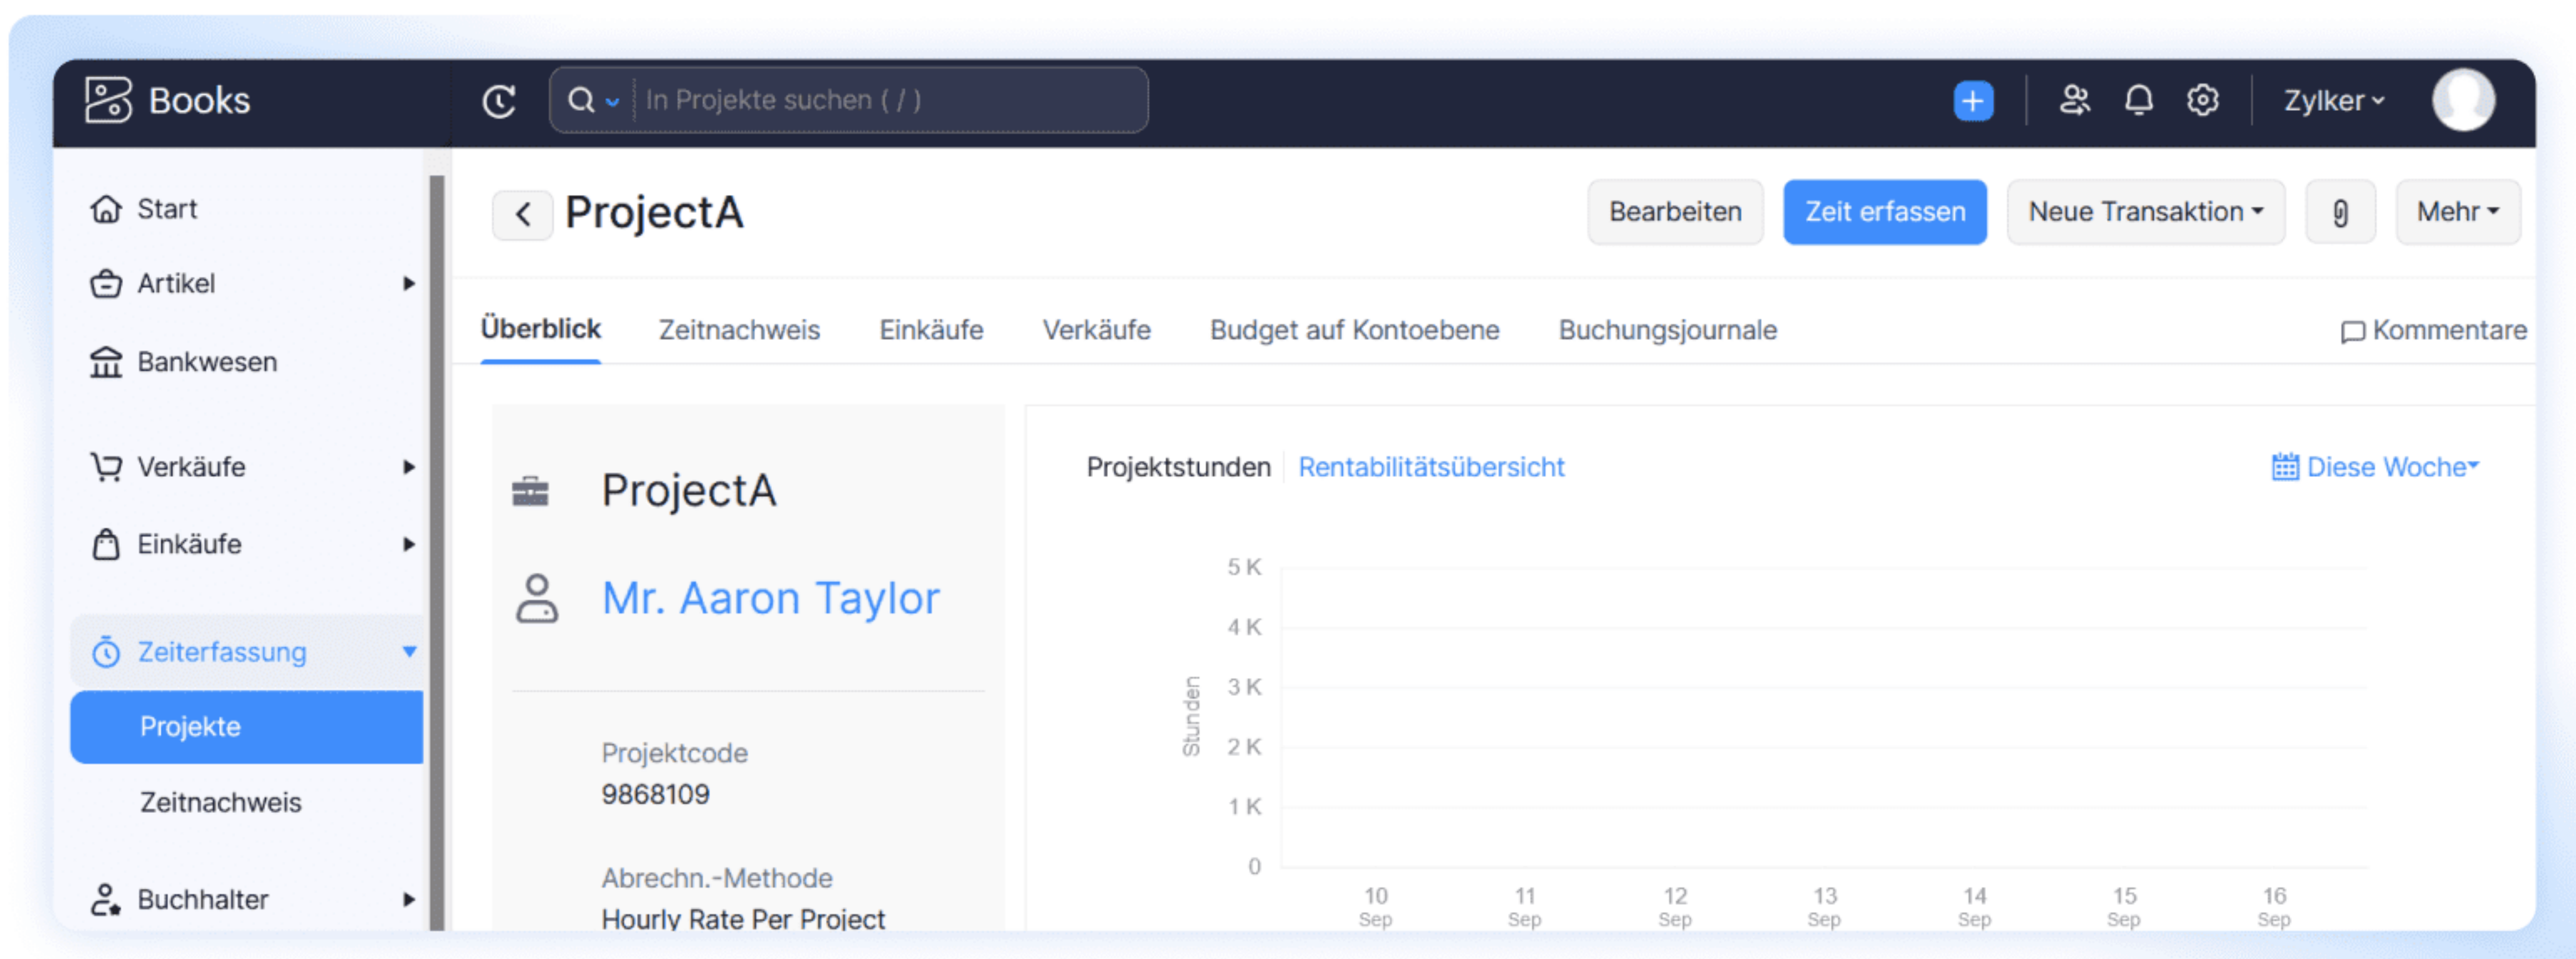 Books
In Projekte suchen ( / )
Zylker
Start
Artikel
Bankwesen
Verkäufe
Einkäufe
Zeiterfassung
Projekte
Zeitnachweis
Buchhalter
ProjectA
Bearbeiten
Zeit erfassen
Neue Transaktion
Mehr
Überblick
Zeitnachweis
Einkäufe
Verkäufe
Budget auf Kontoebene
Buchungsjournale
Kommentare
ProjectA
Mr. Aaron Taylor
Projektcode
9868109
Abrechn.-Methode
Hourly Rate Per Project
Projektstunden
Rentabilitätsübersicht
Diese Woche
Stunden
5 K
4 K
3 K
2 K
1 K
0
10 Sep
11 Sep
12 Sep
13 Sep
14 Sep
15 Sep
16 Sep